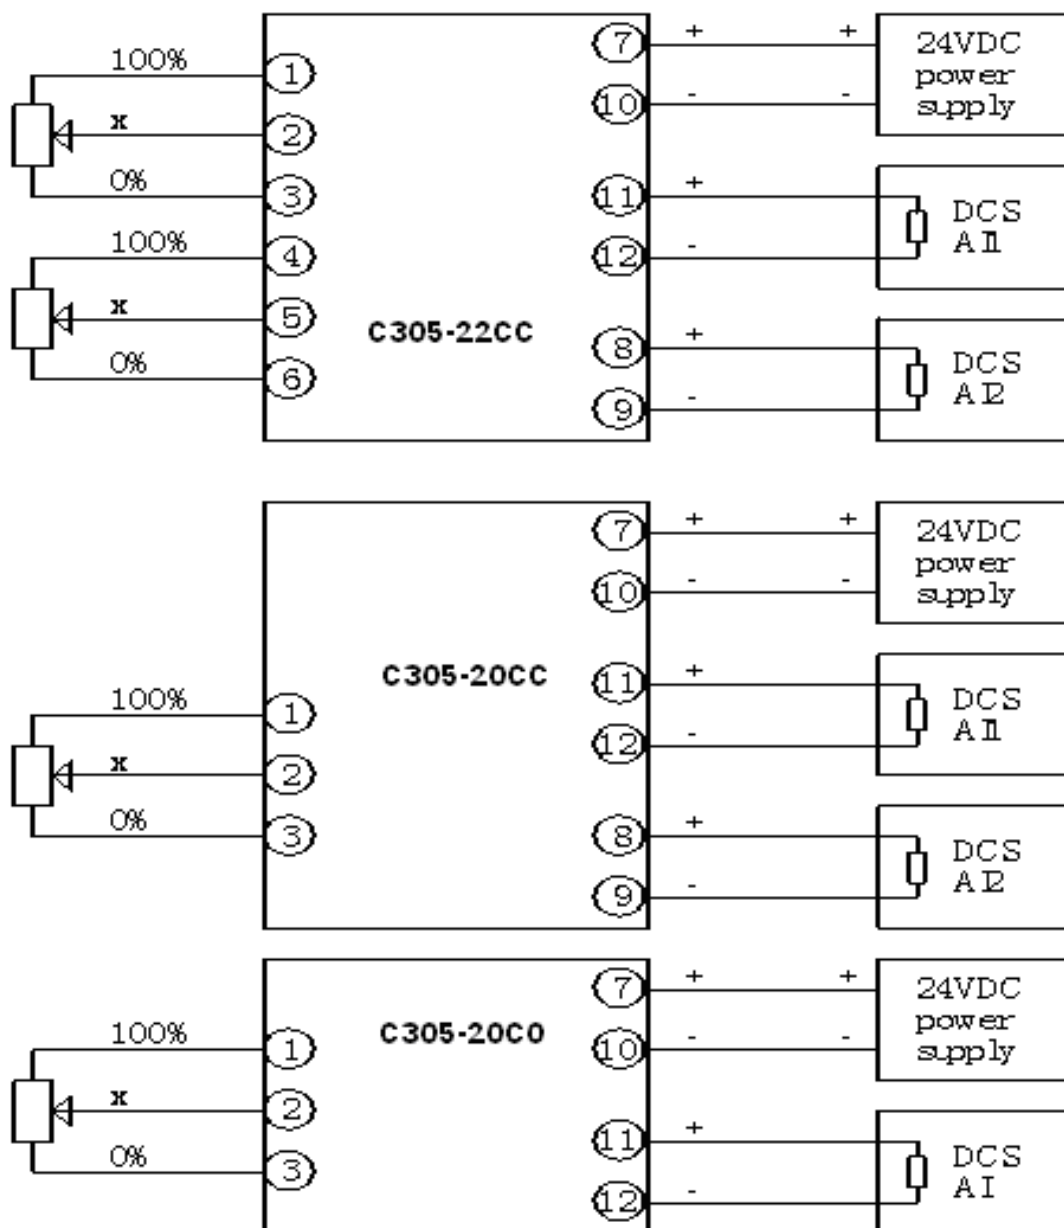 7 + + 24VDC
100% 1 power
x 2 10 - - supply
0% 3 11 + DCS
100% 4 12 - AI1
x 5 C305-22CC 8 + DCS
0% 6 9 - AI2
7 + + 24VDC
power
10 - - supply
C305-20CC 11 + DCS
100% 1 12 - AI1
x 2
0% 3 8 + DCS
9 - AI2
7 + + 24VDC
100% 1 C305-20C0 power
10 - - supply
x 2
0% 3 11 + DCS
12 - AI